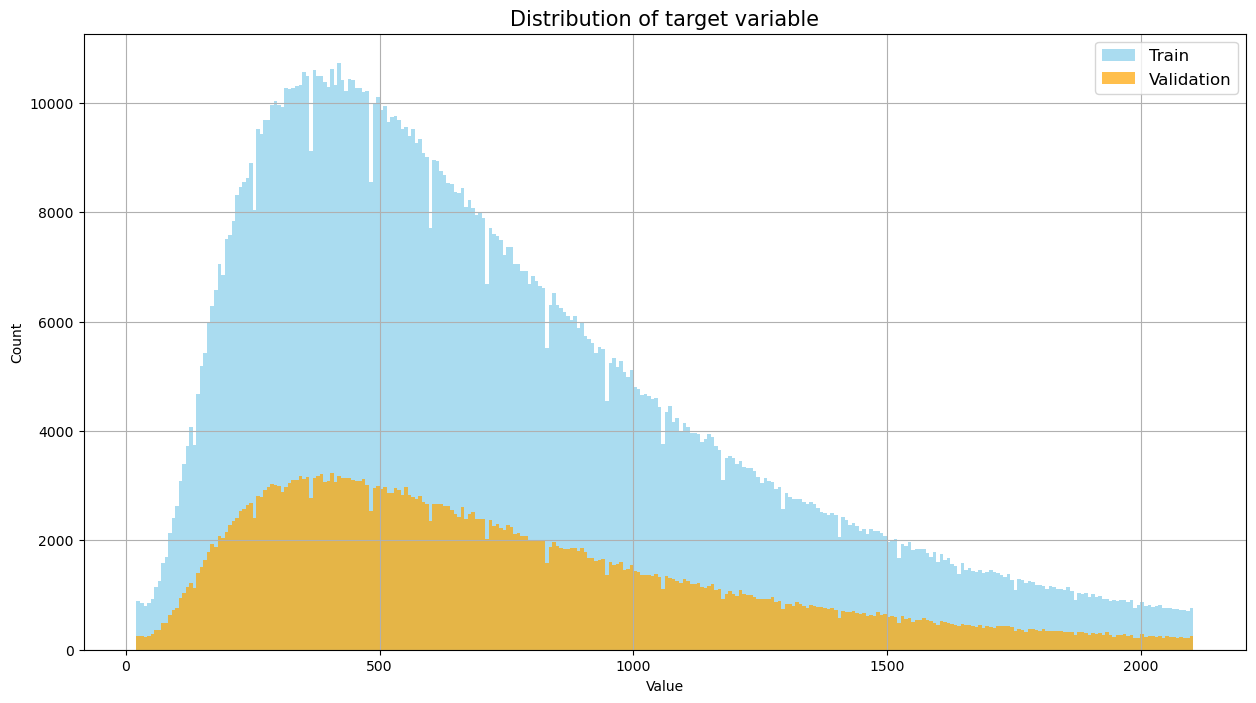 Distribution of target variable
Train
Validation
Count
10000
8000
6000
4000
2000
0
0 500 1000 1500 2000
Value